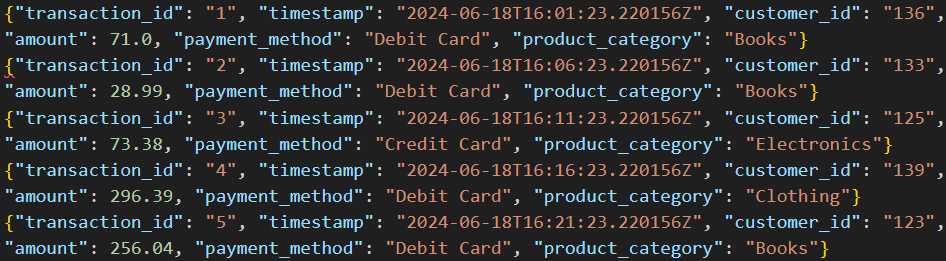 {"transaction_id": "1", "timestamp": "2024-06-18T16:01:23.220156Z", "customer_id": "136",
"amount": 71.0, "payment_method": "Debit Card", "product_category": "Books"}
{"transaction_id": "2", "timestamp": "2024-06-18T16:06:23.220156Z", "customer_id": "133",
"amount": 28.99, "payment_method": "Debit Card", "product_category": "Books"}
{"transaction_id": "3", "timestamp": "2024-06-18T16:11:23.220156Z", "customer_id": "125",
"amount": 73.38, "payment_method": "Credit Card", "product_category": "Electronics"}
{"transaction_id": "4", "timestamp": "2024-06-18T16:16:23.220156Z", "customer_id": "139",
"amount": 296.39, "payment_method": "Debit Card", "product_category": "Clothing"}
{"transaction_id": "5", "timestamp": "2024-06-18T16:21:23.220156Z", "customer_id": "123",
"amount": 256.04, "payment_method": "Debit Card", "product_category": "Books"}